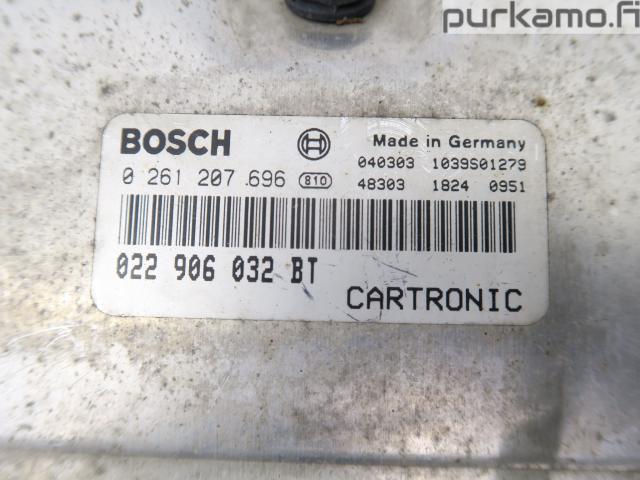 purkamo.fi
BOSCH Made in Germany
040303 1039S01279
0 261 207 696 810 48303 1824 0951
022 906 032 BT
CARTRONIC